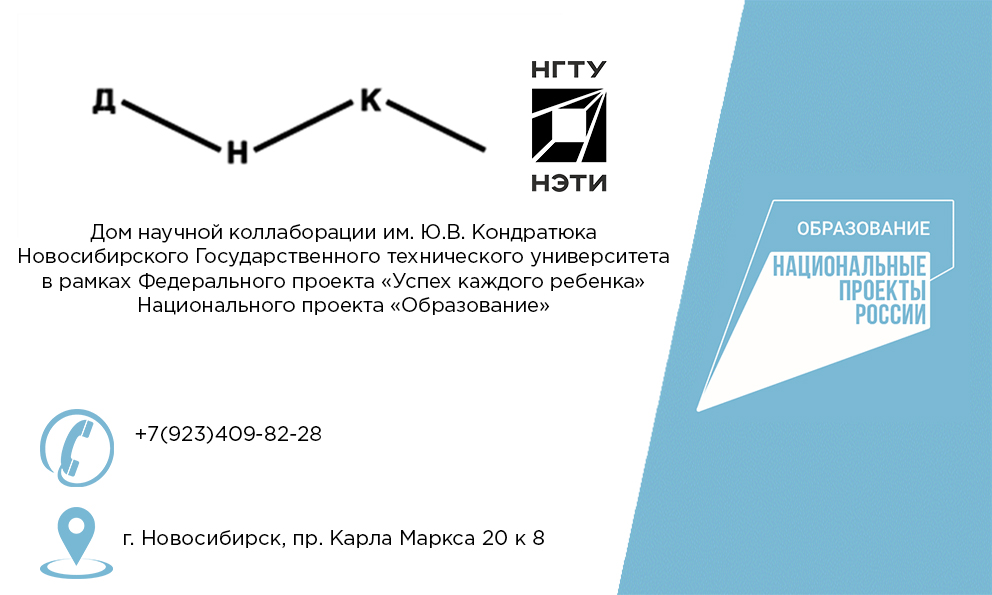 Д
Н
К
НГТУ
НЭТИ
Дом научной коллаборации им. Ю.В. Кондратюка
Новосибирского Государственного технического университета
в рамках Федерального проекта «Успех каждого ребенка»
Национального проекта «Образование»
+7(923)409-82-28
г. Новосибирск, пр. Карла Маркса 20 к 8
ОБРАЗОВАНИЕ
НАЦИОНАЛЬНЫЕ
ПРОЕКТЫ
РОССИИ